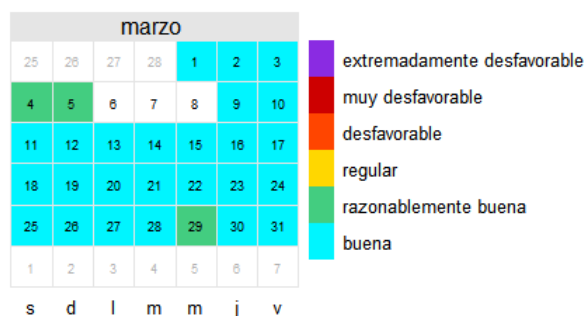 marzo
25 26 27 28 1 2 3
4 5 6 7 8 9 10
11 12 13 14 15 16 17
18 19 20 21 22 23 24
25 26 27 28 29 30 31
1 2 3 4 5 6 7
s d l m m j v
extremadamente desfavorable
muy desfavorable
desfavorable
regular
razonablemente buena
buena